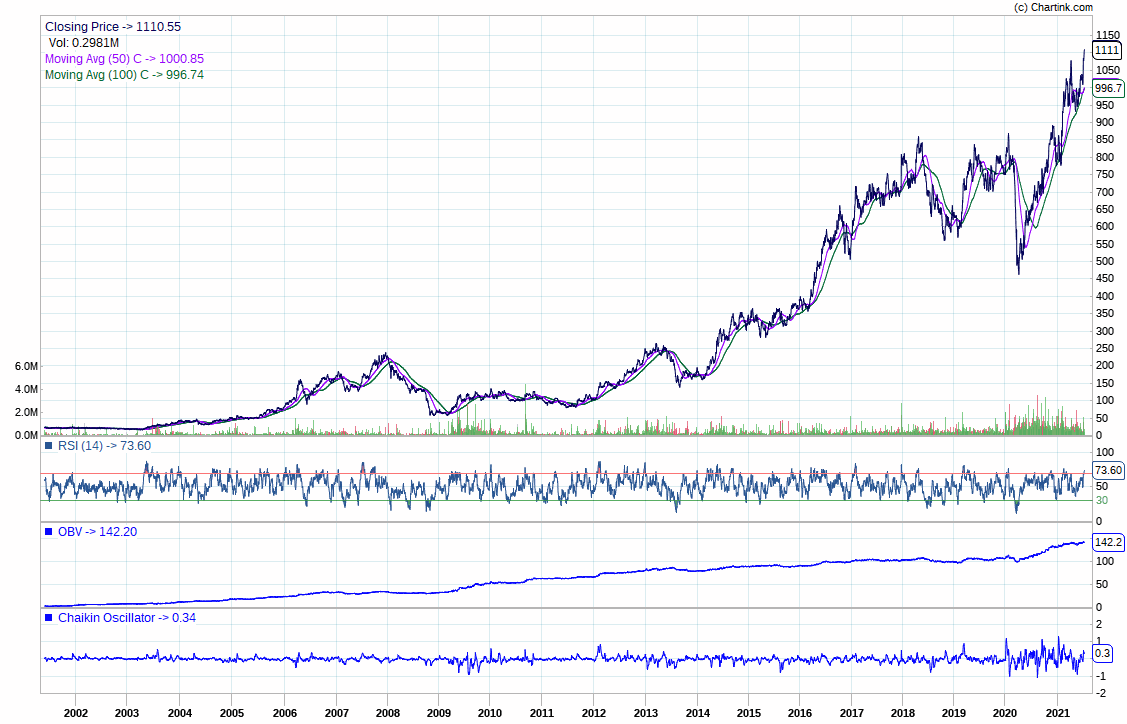 (c) Chartink.com
Closing Price -> 1110.55
Vol: 0.2981M
Moving Avg (50) C -> 1000.85
Moving Avg (100) C -> 996.74
1150
1111
1050
996.7
950
900
850
800
750
700
650
600
550
500
450
400
350
300
250
200
150
100
50
0
6.0M
4.0M
2.0M
0.0M
RSI (14) -> 73.60
100
73.60
50
30
0
OBV -> 142.20
142.2
100
50
0
Chaikin Oscillator -> 0.34
2
1
0.3
-1
-2
2002 2003 2004 2005 2006 2007 2008 2009 2010 2011 2012 2013 2014 2015 2016 2017 2018 2019 2020 2021